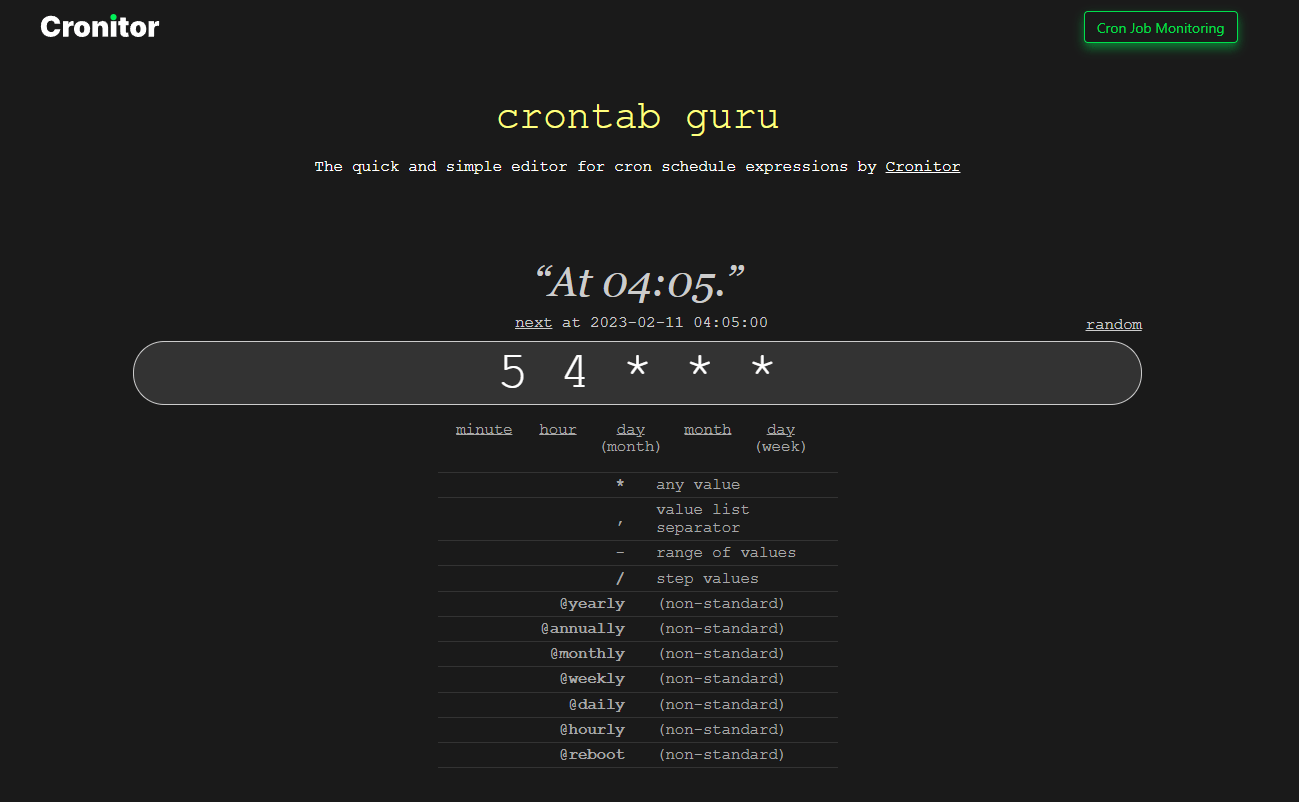 Cronitor
Cron Job Monitoring
crontab guru
The quick and simple editor for cron schedule expressions by Cronitor
“At 04:05.”
next at 2023-02-11 04:05:00
random
5 4 * * *
minute hour day month day
(month) (week)
* any value
, value list
separator
- range of values
/ step values
@yearly (non-standard)
@annually (non-standard)
@monthly (non-standard)
@weekly (non-standard)
@daily (non-standard)
@hourly (non-standard)
@reboot (non-standard)